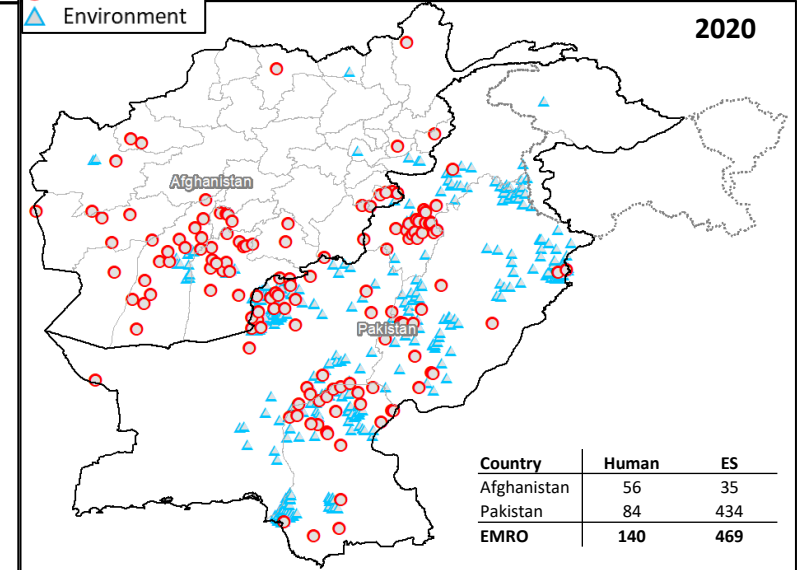 Environment
2020
Afghanistan
Pakistan
Country Human ES
Afghanistan 56 35
Pakistan 84 434
EMRO 140 469